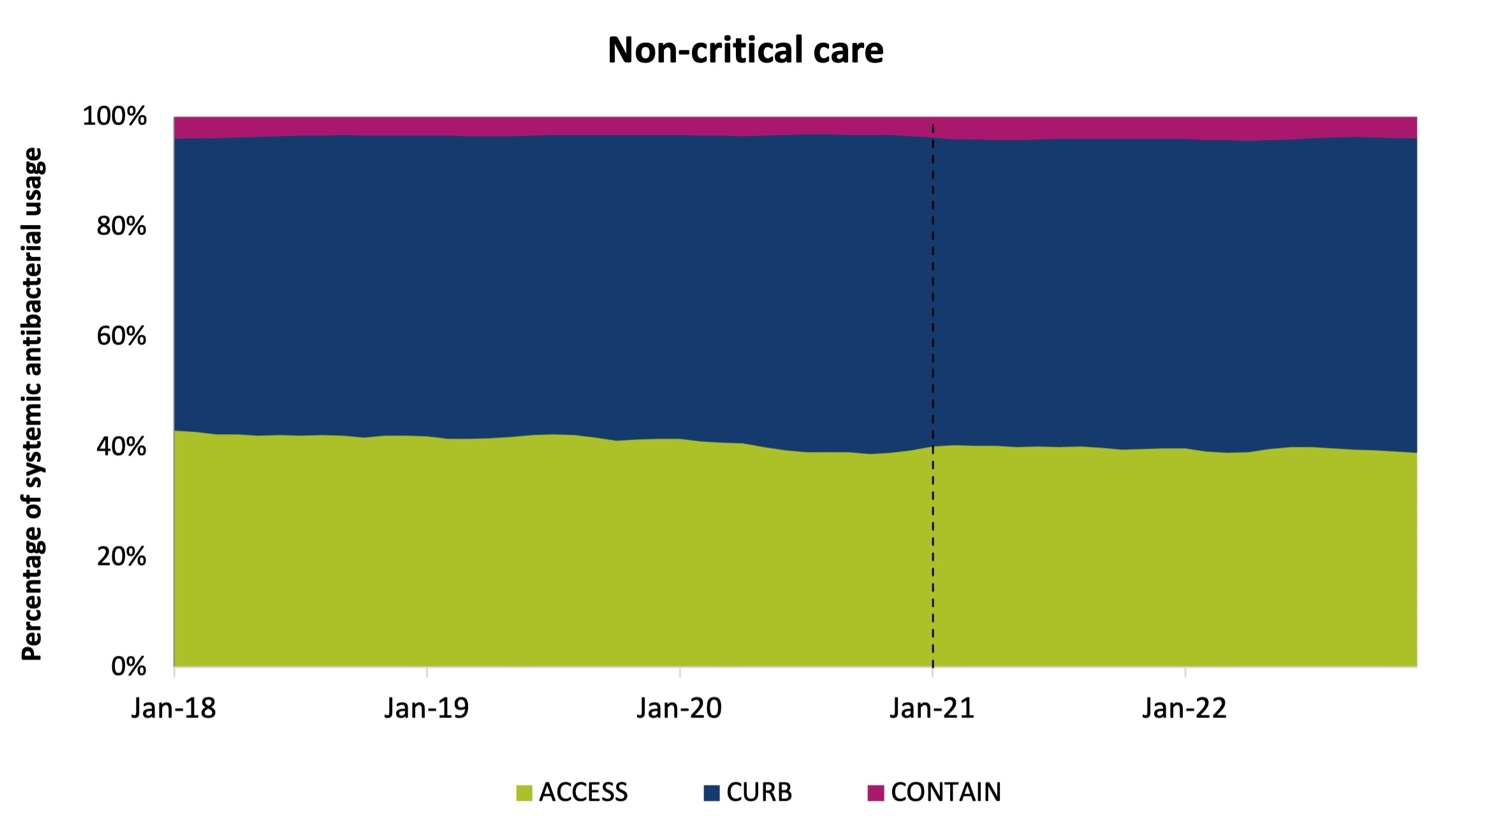 Non-critical care
Percentage of systemic antibacterial usage
100%
80%
60%
40%
20%
0%
Jan-18 Jan-19 Jan-20 Jan-21 Jan-22
ACCESS CURB CONTAIN